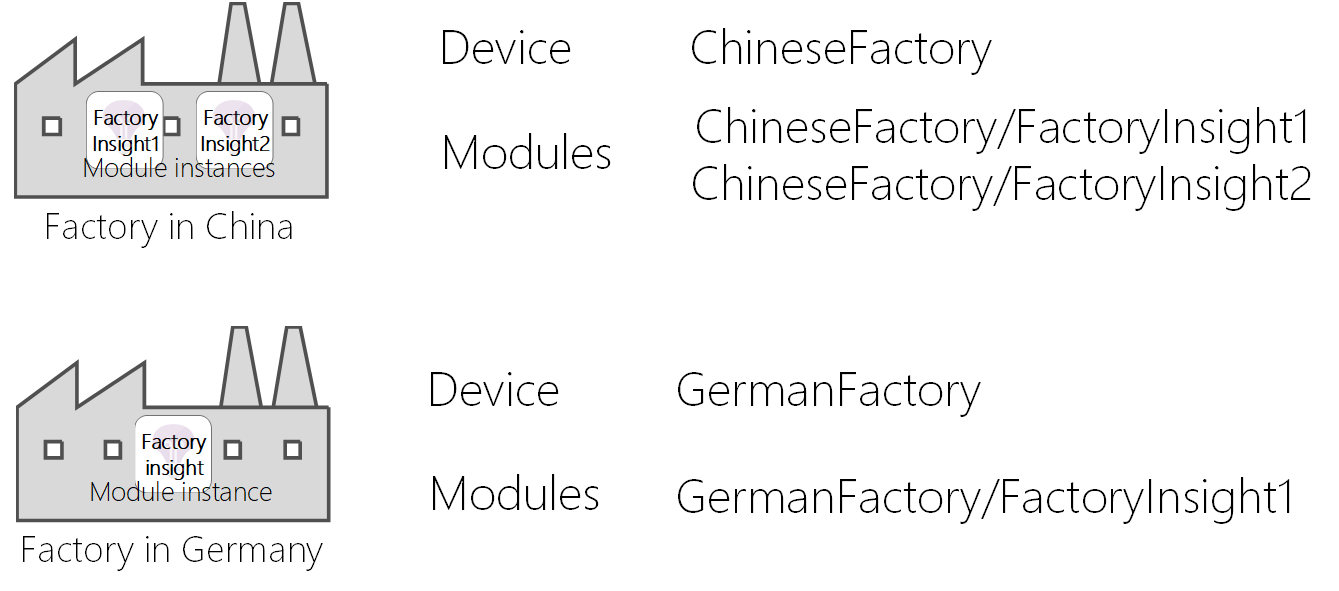 Device ChineseFactory
Factory Factory
Insight1 Insight2
Modules ChineseFactory/FactoryInsight1
Module instances
ChineseFactory/FactoryInsight2
Factory in China
Device GermanFactory
Factory
insight
Module instance
Modules GermanFactory/FactoryInsight1
Factory in Germany